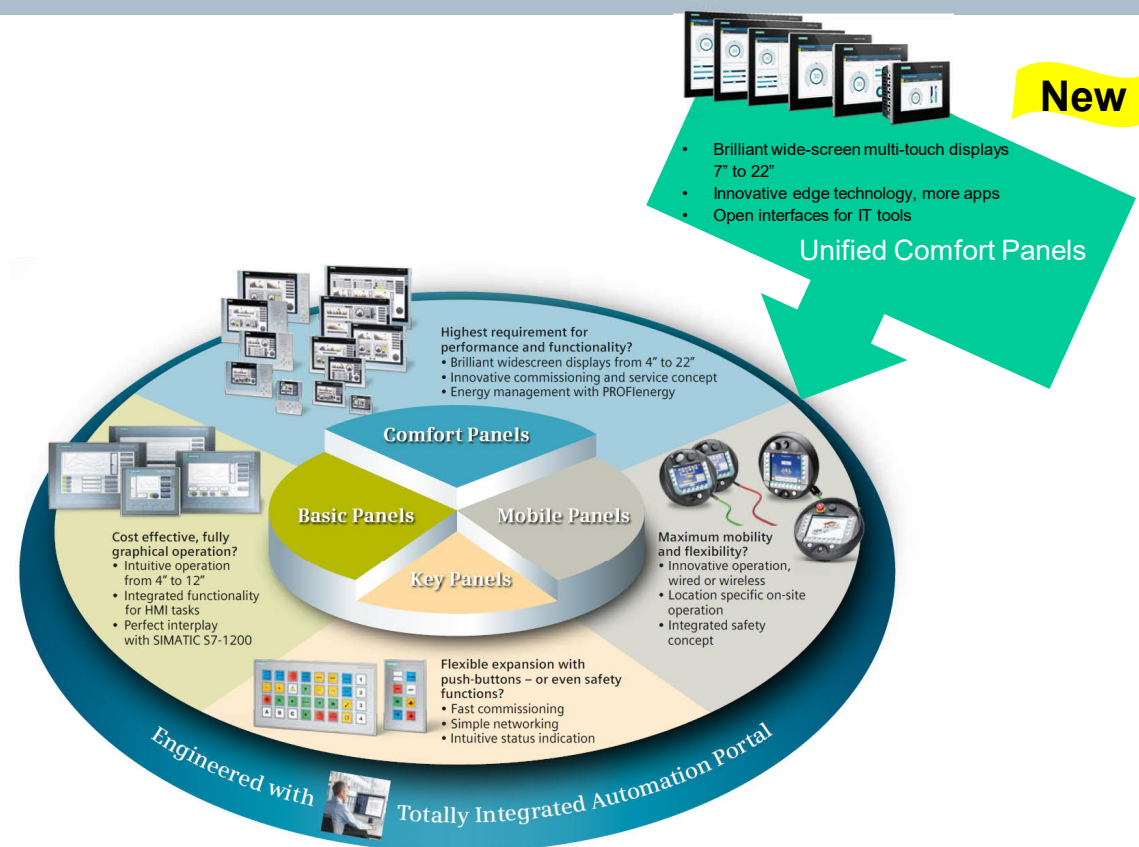 New
• Brilliant wide-screen multi-touch displays
7” to 22”
• Innovative edge technology, more apps
• Open interfaces for IT tools
Unified Comfort Panels
Highest requirement for
performance and functionality?
• Brilliant widescreen displays from 4” to 22”
• Innovative commissioning and service concept
• Energy management with PROFIenergy
Comfort Panels
Basic Panels
Mobile Panels
Key Panels
Cost effective, fully
graphical operation?
• Intuitive operation
from 4” to 12”
• Integrated functionality
for HMI tasks
• Perfect interplay
with SIMATIC S7-1200
Maximum mobility
and flexibility?
• Innovative operation,
wired or wireless
• Location specific on-site
operation
• Integrated safety
concept
Flexible expansion with
push-buttons – or even safety
functions?
• Fast commissioning
• Simple networking
• Intuitive status indication
Engineered with Totally Integrated Automation Portal